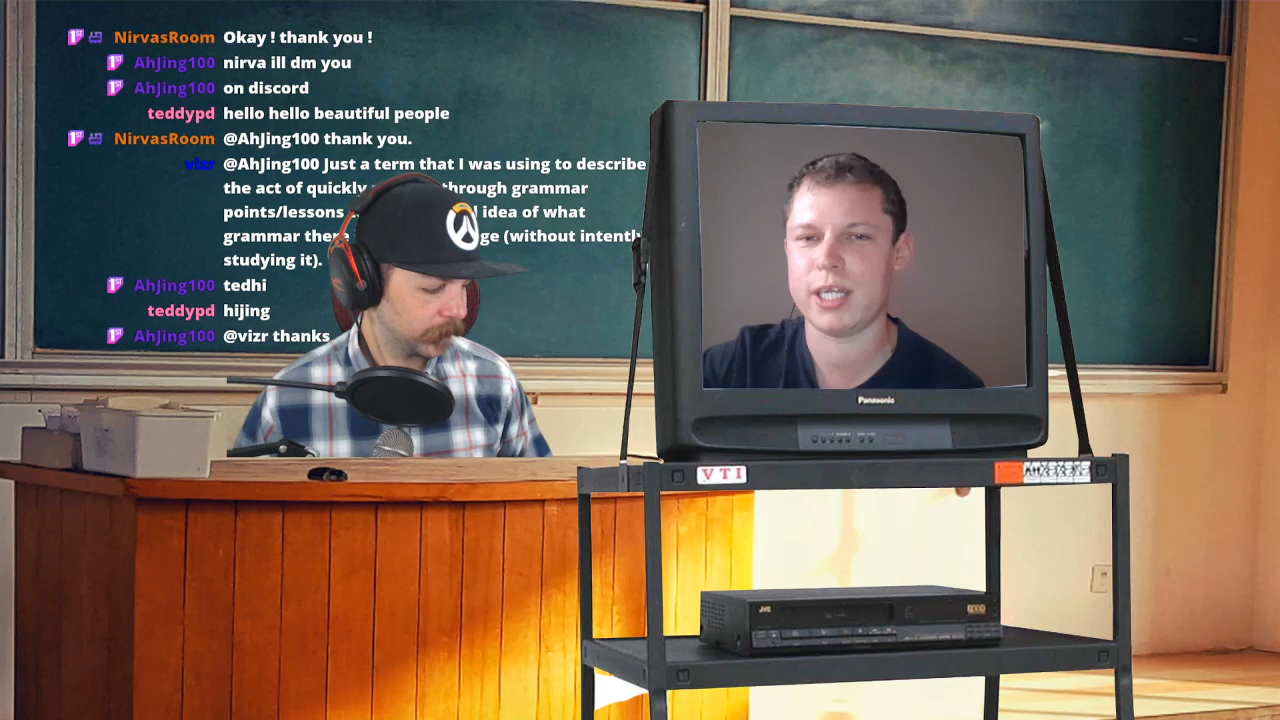 NirvasRoom Okay ! thank you !
AhJing100 nirva ill dm you
AhJing100 on discord
teddypd hello hello beautiful people
NirvasRoom @AhJing100 thank you.
vizr @AhJing100 Just a term that I was using to describe
the act of quickly through grammar
points/lessons idea of what
grammar there (without intently
studying it).
AhJing100 tedhi
teddypd hijing
AhJing100 @vizr thanks
Panasonic
VTI
JVC